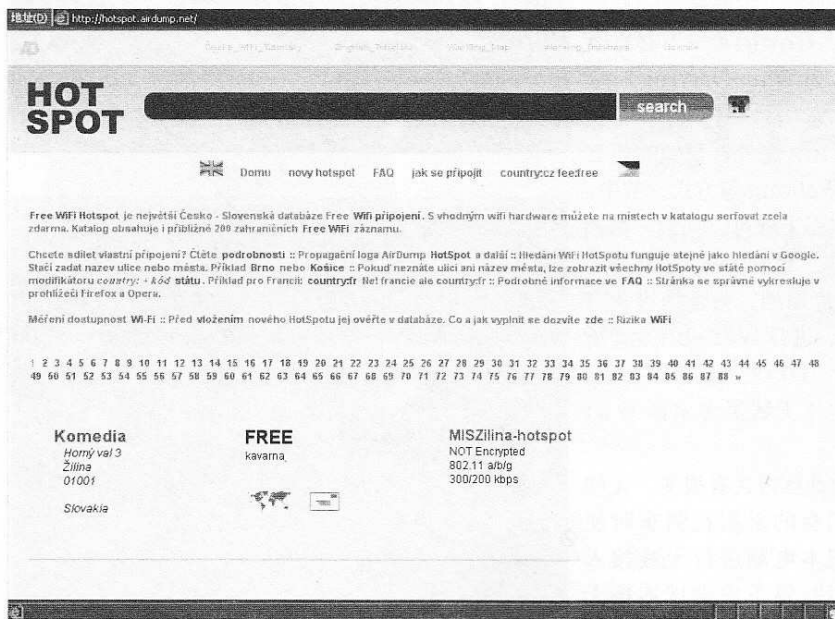 地址(D) http://hotspot.airdump.net/
HOT
SPOT
search
Domu novy hotspot FAQ jak se připojit country:cz fee:free
Free WiFi Hotspot je největší Česko - Slovenská databáze Free Wifi připojení. S vhodným wifi hardware můžete na místech v katalogu serfovat zcela
zdarma. Katalog obsahuje i přibližně 200 zahraničních Free WiFi záznamu.
Chcete sdílet vlastní připojení? Čtěte podrobnosti :: Propagační loga AirDump HotSpot a další :: Hledání WiFi HotSpotu funguje stejně jako hledání v Google.
Stačí zadat nazev ulice nebo města. Příklad Brno nebo Košice :: Pokud neznáte ulici ani název města, lze zobrazit všechny HotSpoty ve státě pomocí
modifikátoru country: + kód státu. Příklad pro Francii: country:fr Ne! francie ale country:fr :: Podrobné informace ve FAQ :: Stránka se správně vykresluje v
prohlížeči Firefox a Opera.
Měření dostupnost Wi-Fi :: Před vložením nového HotSpotu jej ověřte v databáze. Co a jak vyplnit se dozvíte zde :: Rizika WiFi
1 2 3 4 5 6 7 8 9 10 11 12 13 14 15 16 17 18 19 20 21 22 23 24 25 26 27 28 29 30 31 32 33 34 35 36 37 38 39 40 41 42 43 44 45 46 47 48
49 50 51 52 53 54 55 56 57 58 59 60 61 62 63 64 65 66 67 68 69 70 71 72 73 74 75 76 77 78 79 80 81 82 83 84 85 86 87 88 »
Komedia FREE MISZilina-hotspot
Horný val 3 kavarna NOT Encrypted
Žilina 802.11 a/b/g
01001 300/200 kbps
Slovakia